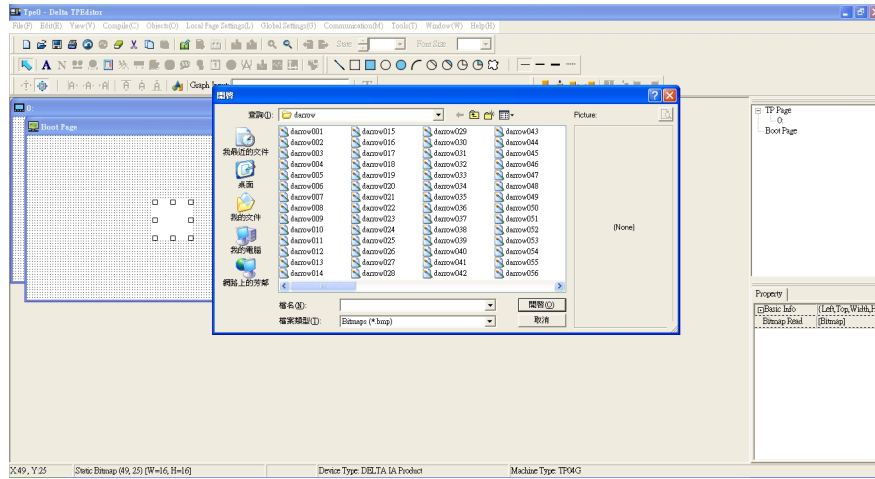 Tpe0 - Delta TPEditor
File(F) Edit(E) View(V) Compile(C) Objects(O) Local Page Settings(L) Global Settings(G) Communication(M) Tools(T) Window(W) Help(H)
State
Font Size
Graph Input
0:
Boot Page
開啓
查詢(I): darrow
Picture:
我最近的文件
桌面
我的文件
我的電腦
網路上的芳鄰
darrow001 darrow015 darrow029 darrow043
darrow002 darrow016 darrow030 darrow044
darrow003 darrow017 darrow031 darrow045
darrow004 darrow018 darrow032 darrow046
darrow005 darrow019 darrow033 darrow047
darrow006 darrow020 darrow034 darrow048
darrow007 darrow021 darrow035 darrow049
darrow008 darrow022 darrow036 darrow050
darrow009 darrow023 darrow037 darrow051
darrow010 darrow024 darrow038 darrow052
darrow011 darrow025 darrow039 darrow053
darrow012 darrow026 darrow040 darrow054
darrow013 darrow027 darrow041 darrow055
darrow014 darrow028 darrow042 darrow056
(None)
檔名(N):
開啓(O)
檔案類型(T): Bitmaps (*.bmp)
取消
TP Page
0:
Boot Page
Property
Basic Info (Left,Top,Width,H
Bitmap Read [Bitmap]
X:49, Y:25 Static Bitmap (49, 25) [W=16, H=16] Device Type: DELTA IA Product Machine Type: TP04G